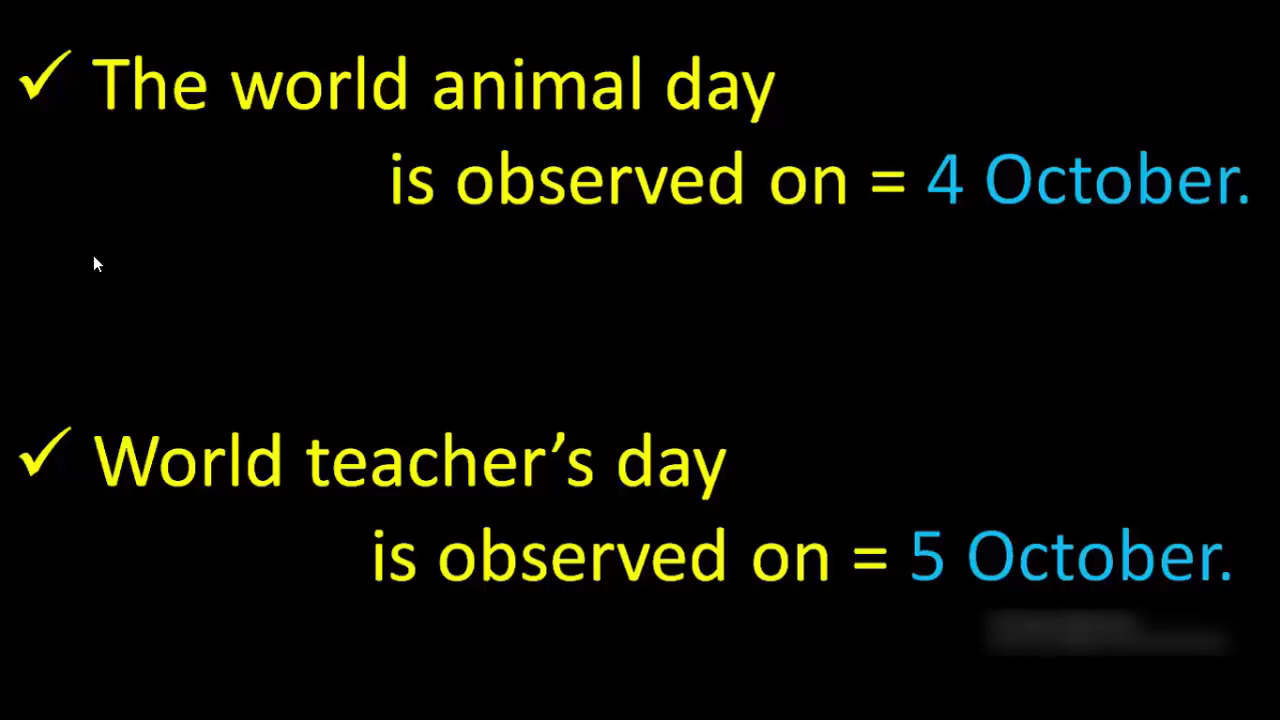 ✓ The world animal day
is observed on = 4 October.
✓ World teacher’s day
is observed on = 5 October.